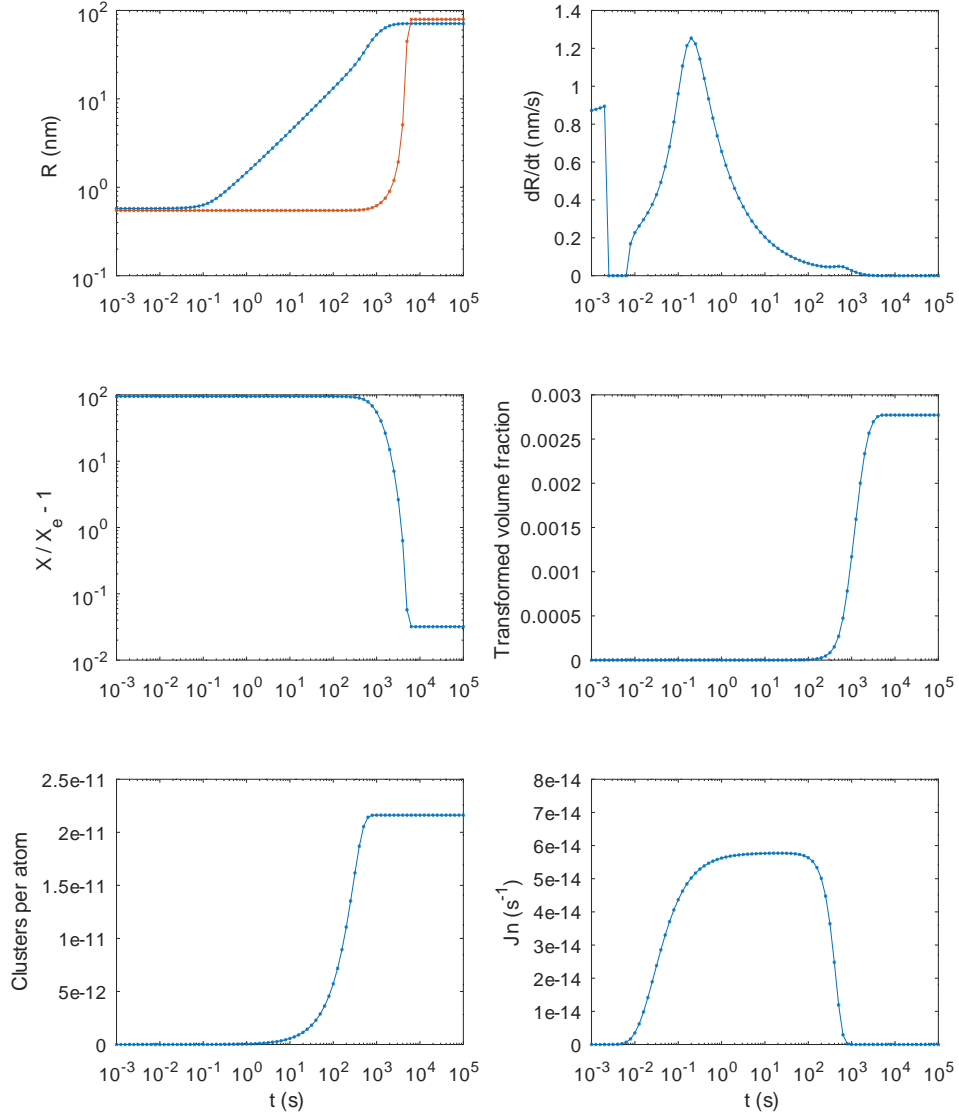 R (nm)
10^2
10^1
10^0
10^-1
10^-3 10^-2 10^-1 10^0 10^1 10^2 10^3 10^4 10^5
dR/dt (nm/s)
1.4
1.2
1
0.8
0.6
0.4
0.2
0
10^-3 10^-2 10^-1 10^0 10^1 10^2 10^3 10^4 10^5
X / X_e - 1
10^2
10^1
10^0
10^-1
10^-2
10^-3 10^-2 10^-1 10^0 10^1 10^2 10^3 10^4 10^5
Transformed volume fraction
0.003
0.0025
0.002
0.0015
0.001
0.0005
0
10^-3 10^-2 10^-1 10^0 10^1 10^2 10^3 10^4 10^5
Clusters per atom
2.5e-11
2e-11
1.5e-11
1e-11
5e-12
0
10^-3 10^-2 10^-1 10^0 10^1 10^2 10^3 10^4 10^5
t (s)
Jn (s^-1)
8e-14
7e-14
6e-14
5e-14
4e-14
3e-14
2e-14
1e-14
0
10^-3 10^-2 10^-1 10^0 10^1 10^2 10^3 10^4 10^5
t (s)